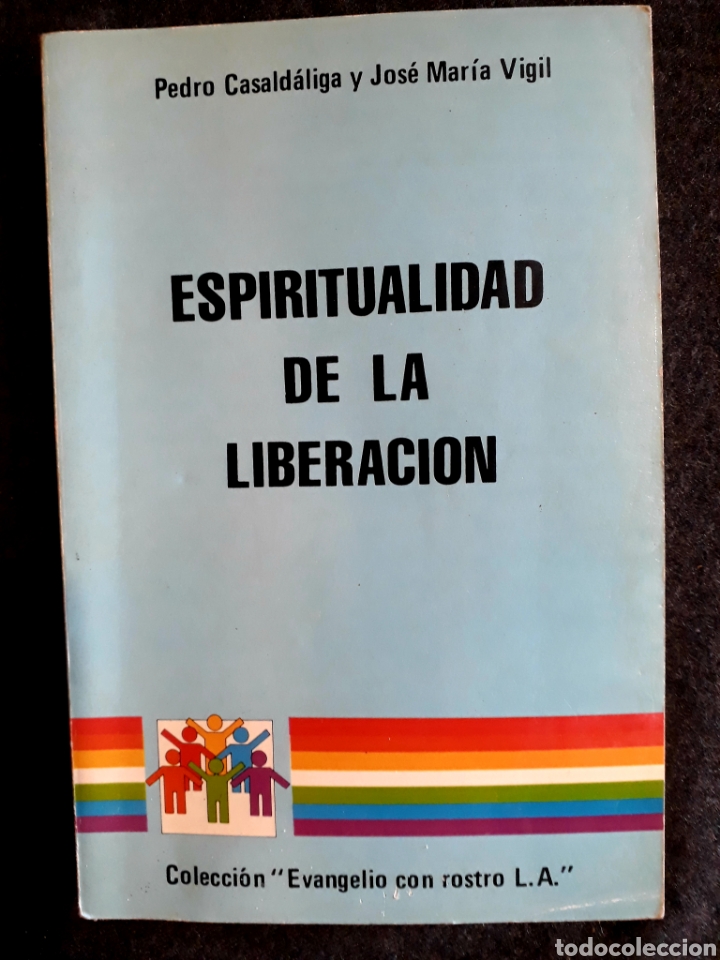 Pedro Casaldáliga y José María Vigil
ESPIRITUALIDAD
DE LA
LIBERACION
Colección "Evangelio con rostro L.A."
todocoleccion